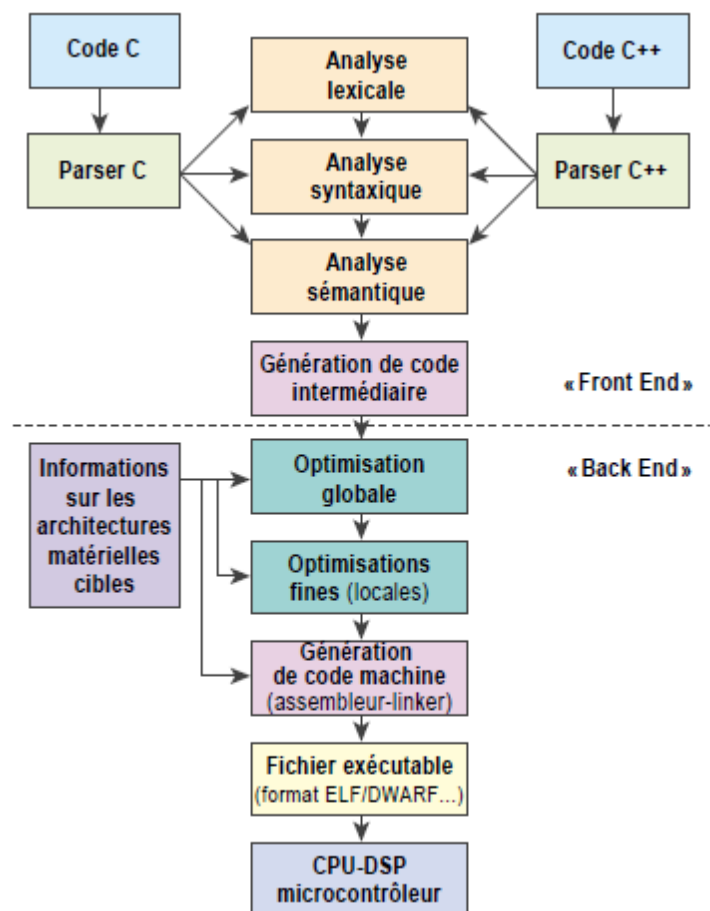 Code C
Analyse
lexicale
Code C++
Parser C
Analyse
syntaxique
Parser C++
Analyse
sémantique
Génération de code
intermédiaire
« Front End »
Informations
sur les
architectures
matérielles
cibles
Optimisation
globale
« Back End »
Optimisations
fines (locales)
Génération
de code machine
(assembleur-linker)
Fichier exécutable
(format ELF/DWARF...)
CPU-DSP
microcontrôleur